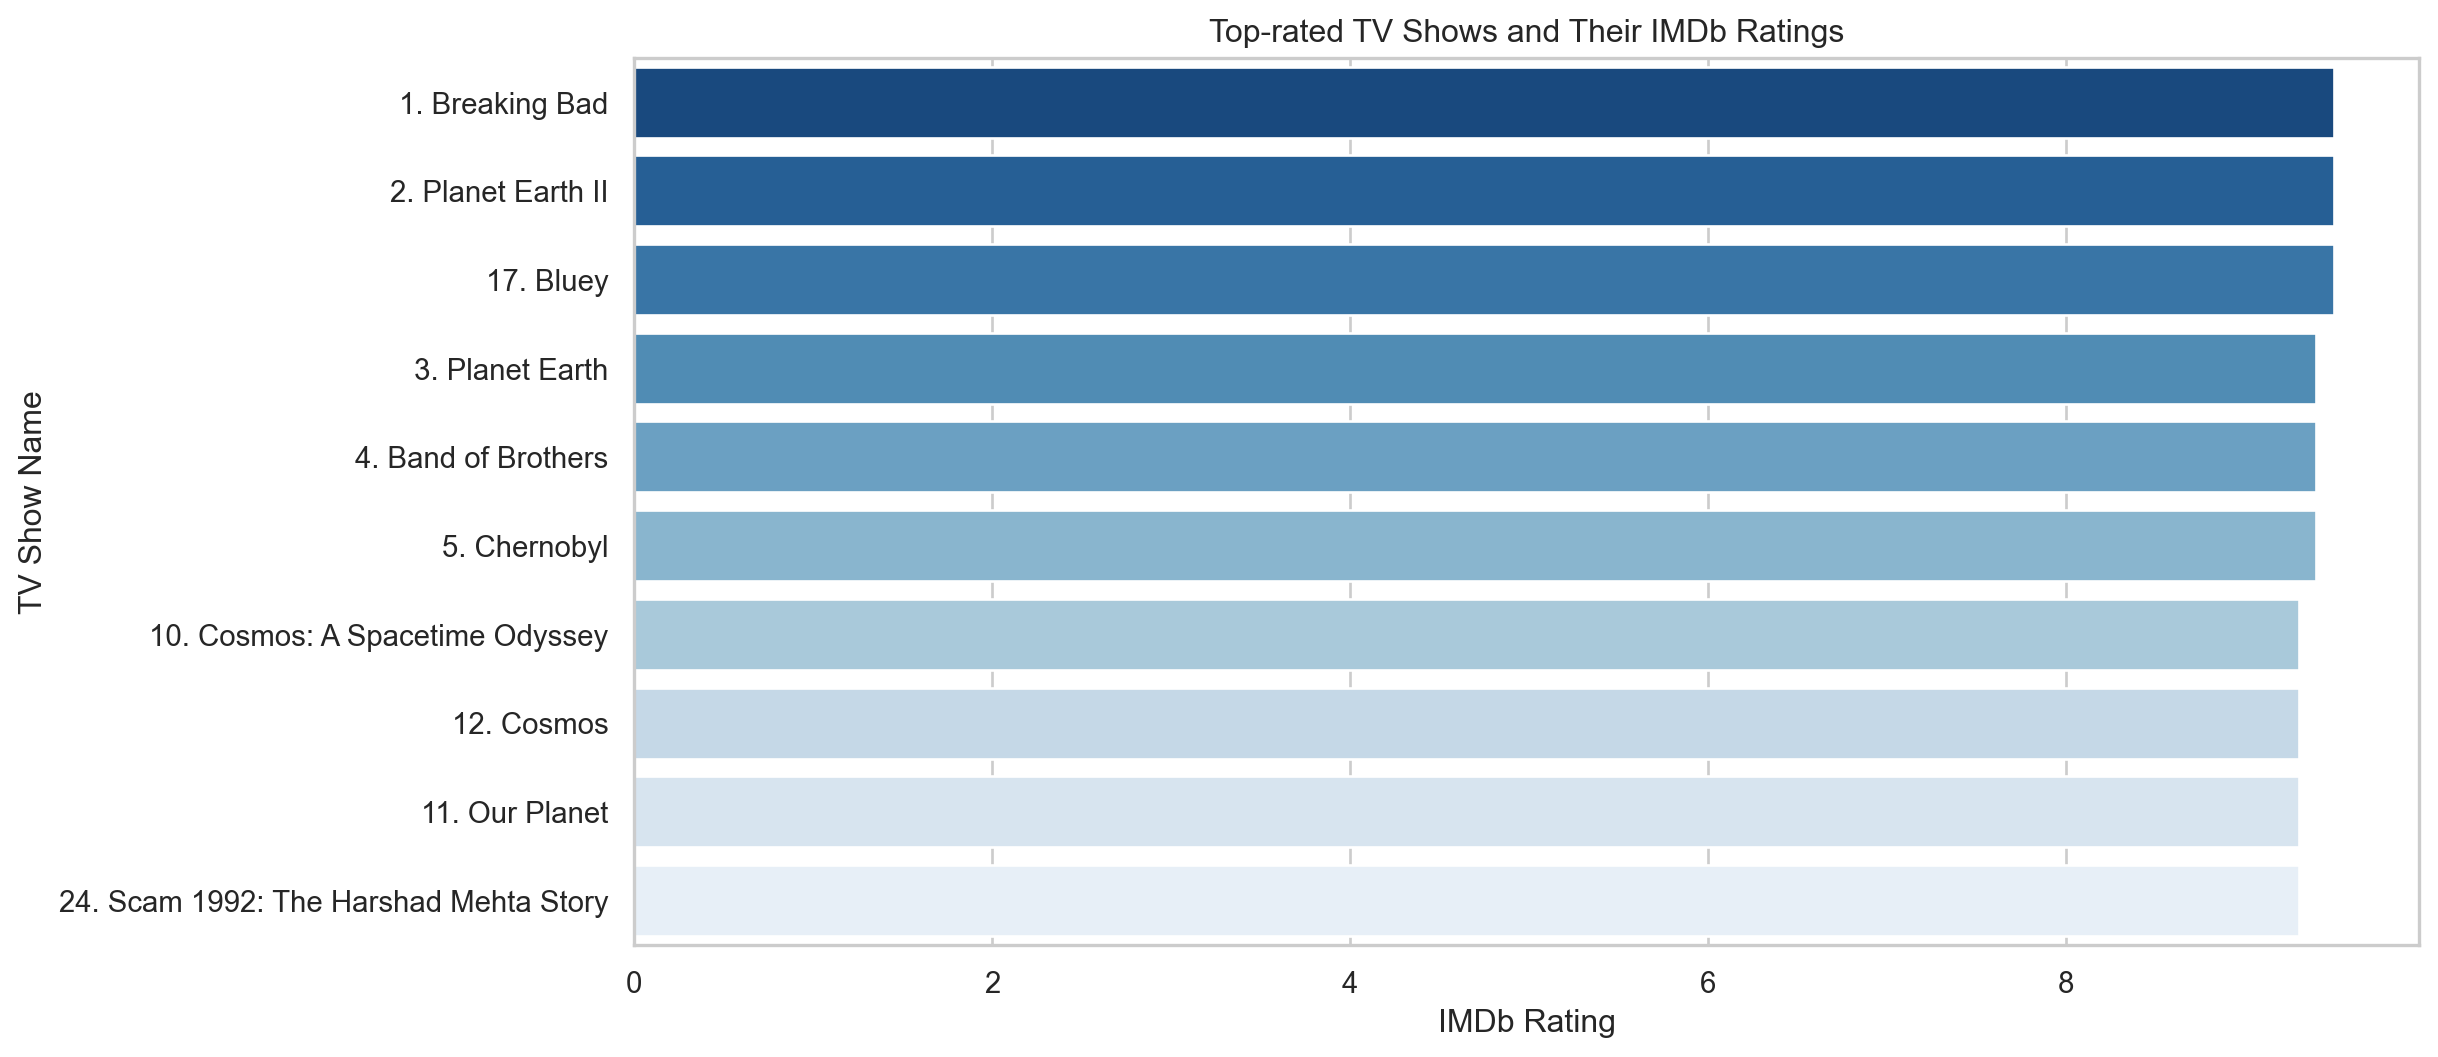 Top-rated TV Shows and Their IMDb Ratings
TV Show Name
1. Breaking Bad
2. Planet Earth II
17. Bluey
3. Planet Earth
4. Band of Brothers
5. Chernobyl
10. Cosmos: A Spacetime Odyssey
12. Cosmos
11. Our Planet
24. Scam 1992: The Harshad Mehta Story
0 2 4 6 8
IMDb Rating